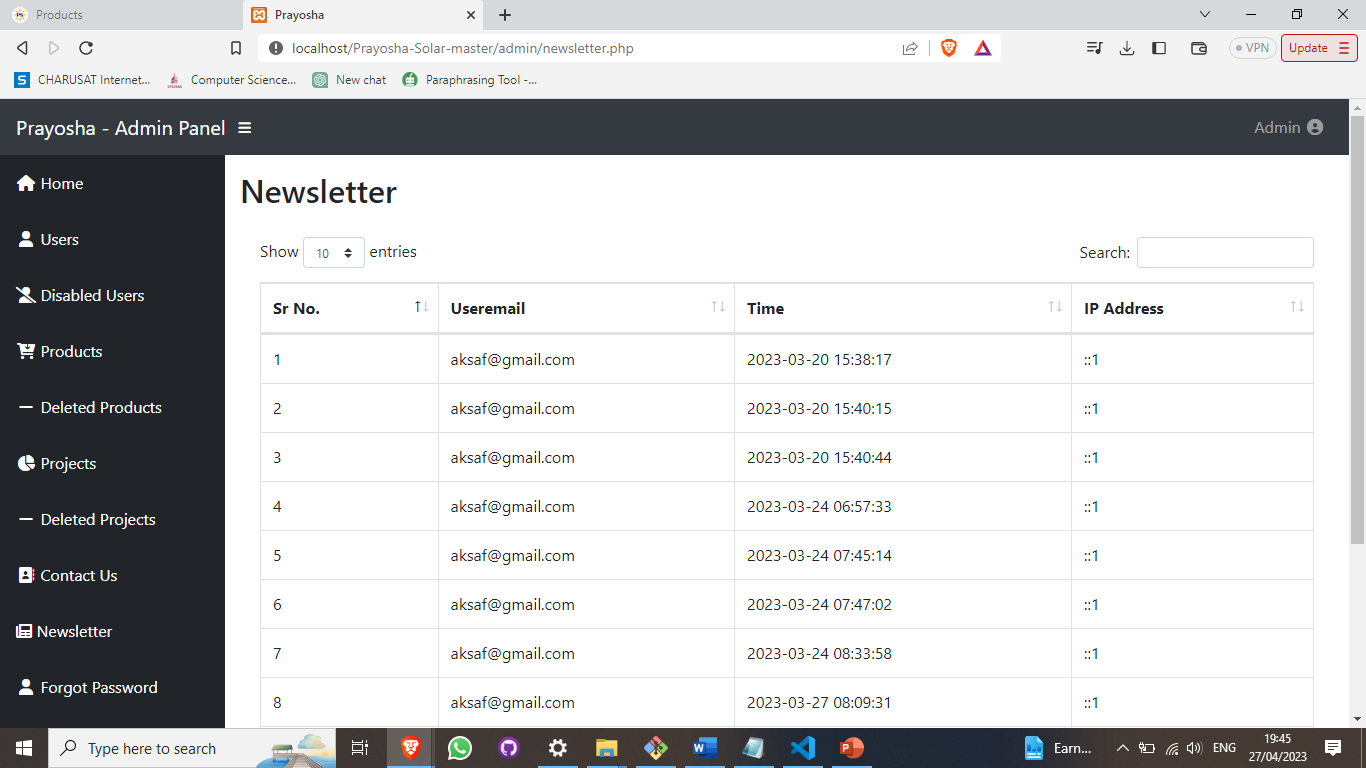 Products
Prayosha
localhost/Prayosha-Solar-master/admin/newsletter.php
VPN
Update
CHARUSAT Internet...
Computer Science...
New chat
Paraphrasing Tool -...
Prayosha - Admin Panel
Admin
Home
Users
Disabled Users
Products
Deleted Products
Projects
Deleted Projects
Contact Us
Newsletter
Forgot Password
Newsletter
Show 10 entries
Search:
Sr No. Useremail Time IP Address
1 aksaf@gmail.com 2023-03-20 15:38:17 ::1
2 aksaf@gmail.com 2023-03-20 15:40:15 ::1
3 aksaf@gmail.com 2023-03-20 15:40:44 ::1
4 aksaf@gmail.com 2023-03-24 06:57:33 ::1
5 aksaf@gmail.com 2023-03-24 07:45:14 ::1
6 aksaf@gmail.com 2023-03-24 07:47:02 ::1
7 aksaf@gmail.com 2023-03-24 08:33:58 ::1
8 aksaf@gmail.com 2023-03-27 08:09:31 ::1
Type here to search
Earn...
ENG
19:45
27/04/2023